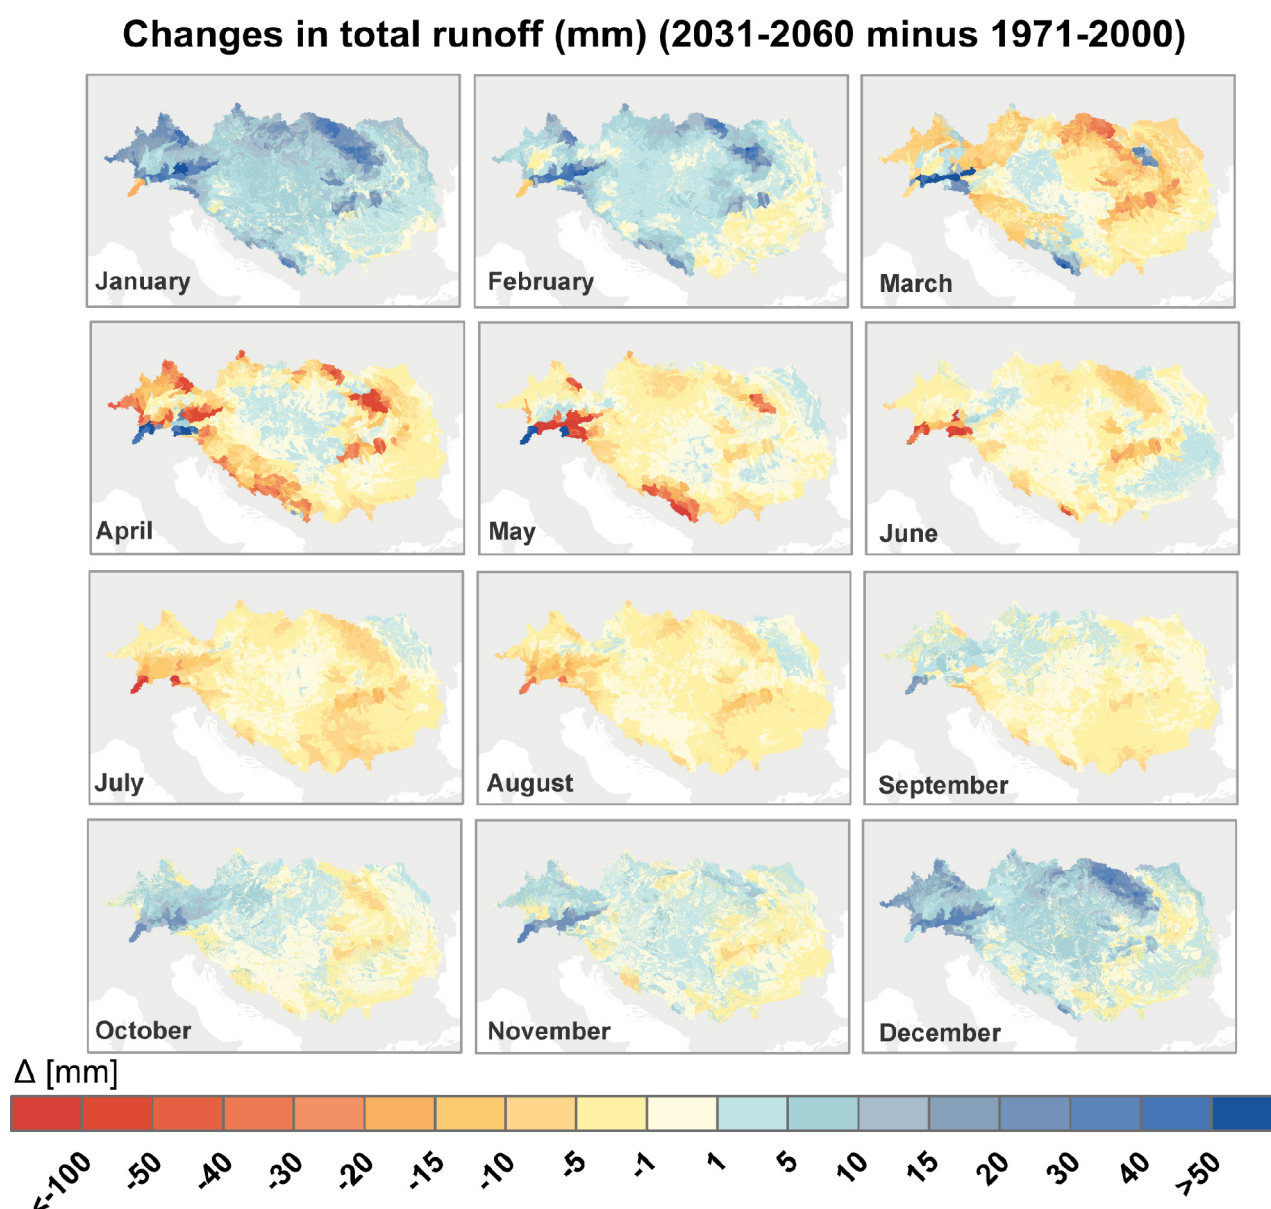 Changes in total runoff (mm) (2031-2060 minus 1971-2000)
January
February
March
April
May
June
July
August
September
October
November
December
Δ [mm]
<-100
-50
-40
-30
-20
-15
-10
-5
-1
1
5
10
15
20
30
40
>50